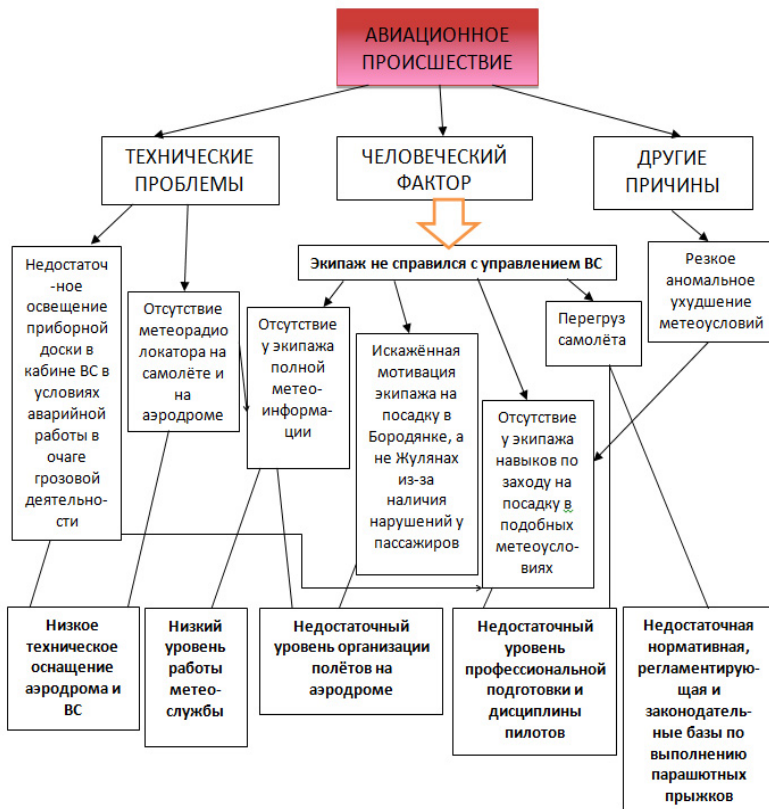 АВИАЦИОННОЕ
ПРОИСШЕСТВИЕ
ТЕХНИЧЕСКИЕ
ПРОБЛЕМЫ
ЧЕЛОВЕЧЕСКИЙ
ФАКТОР
ДРУГИЕ
ПРИЧИНЫ
Недостаточ
-ное
освещение
приборной
доски в
кабине ВС в
условиях
аварийной
работы в
очаге
грозовой
деятельно-
сти
Отсутствие
метеорадио
локатора на
самолёте и
на
аэродроме
Экипаж не справился с управлением ВС
Отсутствие
у экипажа
полной
метео-
информа-
ции
Искажённая
мотивация
экипажа на
посадку в
Бородянке, а
не Жулянах
из-за
наличия
нарушений у
пассажиров
Отсутствие
у экипажа
навыков по
заходу на
посадку в
подобных
метеоусло-
виях
Перегруз
самолёта
Резкое
аномальное
ухудшение
метеоусловий
Низкое
техническое
оснащение
аэродрома и
ВС
Низкий
уровень
работы
метео-
службы
Недостаточный
уровень организации
полётов на
аэродроме
Недостаточный
уровень
профессиональной
подготовки и
дисциплины
пилотов
Недостаточная
нормативная,
регламентирую-
щая и
законодатель-
ные базы по
выполнению
парашютных
прыжков